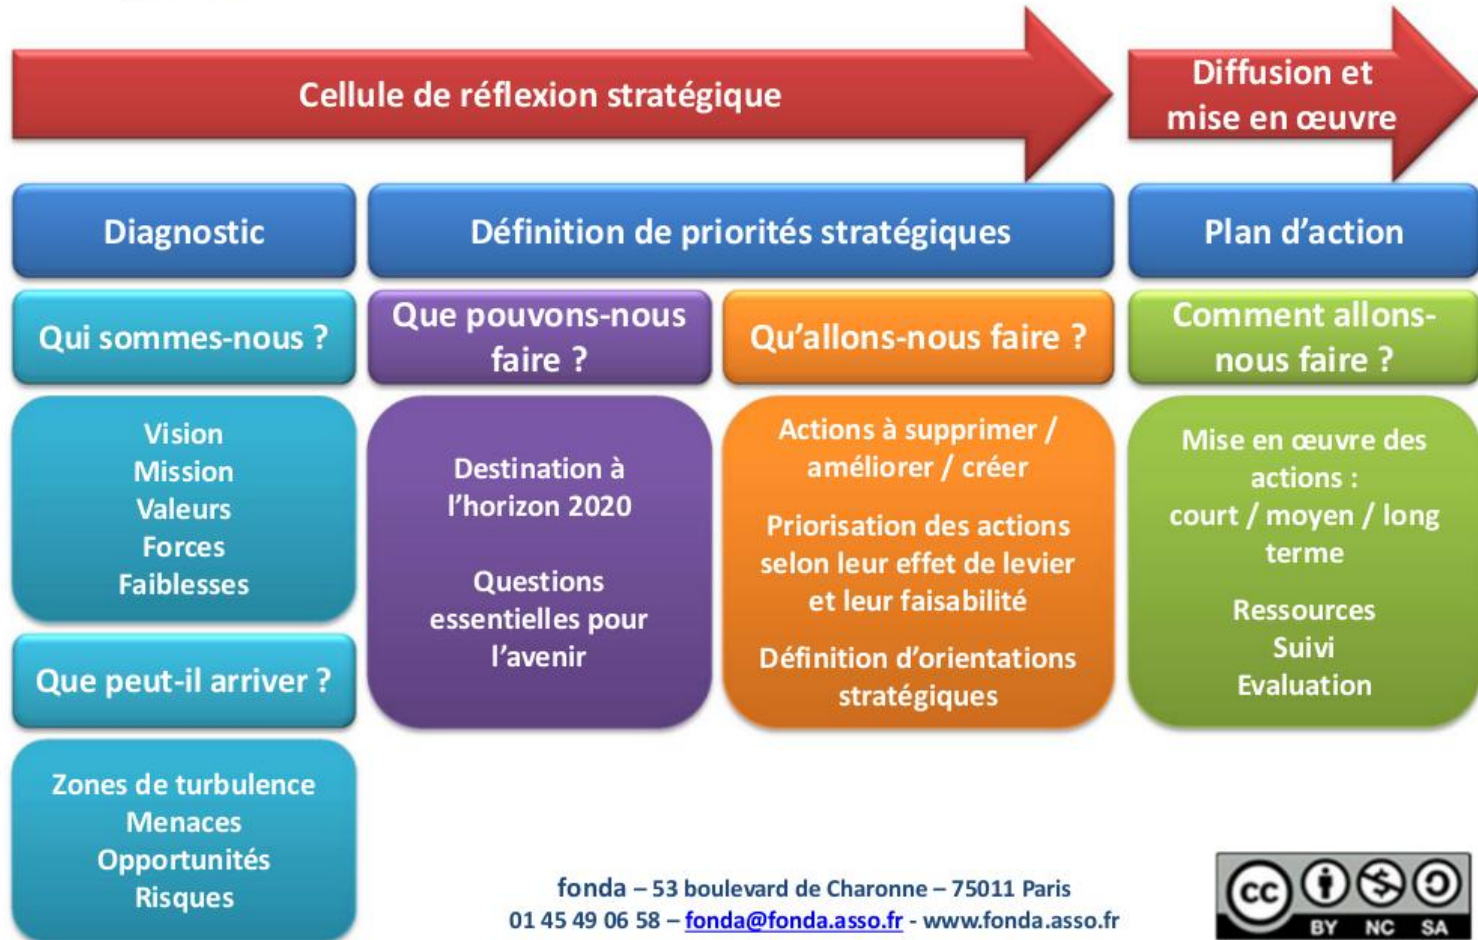 Cellule de réflexion stratégique
Diffusion et
mise en œuvre
Diagnostic
Définition de priorités stratégiques
Plan d’action
Qui sommes-nous ?
Que pouvons-nous
faire ?
Qu’allons-nous faire ?
Comment allons-
nous faire ?
Vision
Mission
Valeurs
Forces
Faiblesses
Que peut-il arriver ?
Zones de turbulence
Menaces
Opportunités
Risques
Destination à
l’horizon 2020
Questions
essentielles pour
l’avenir
Actions à supprimer /
améliorer / créer
Priorisation des actions
selon leur effet de levier
et leur faisabilité
Définition d’orientations
stratégiques
Mise en œuvre des
actions :
court / moyen / long
terme
Ressources
Suivi
Evaluation
fonda – 53 boulevard de Charonne – 75011 Paris
01 45 49 06 58 – fonda@fonda.asso.fr - www.fonda.asso.fr
cc
BY NC SA